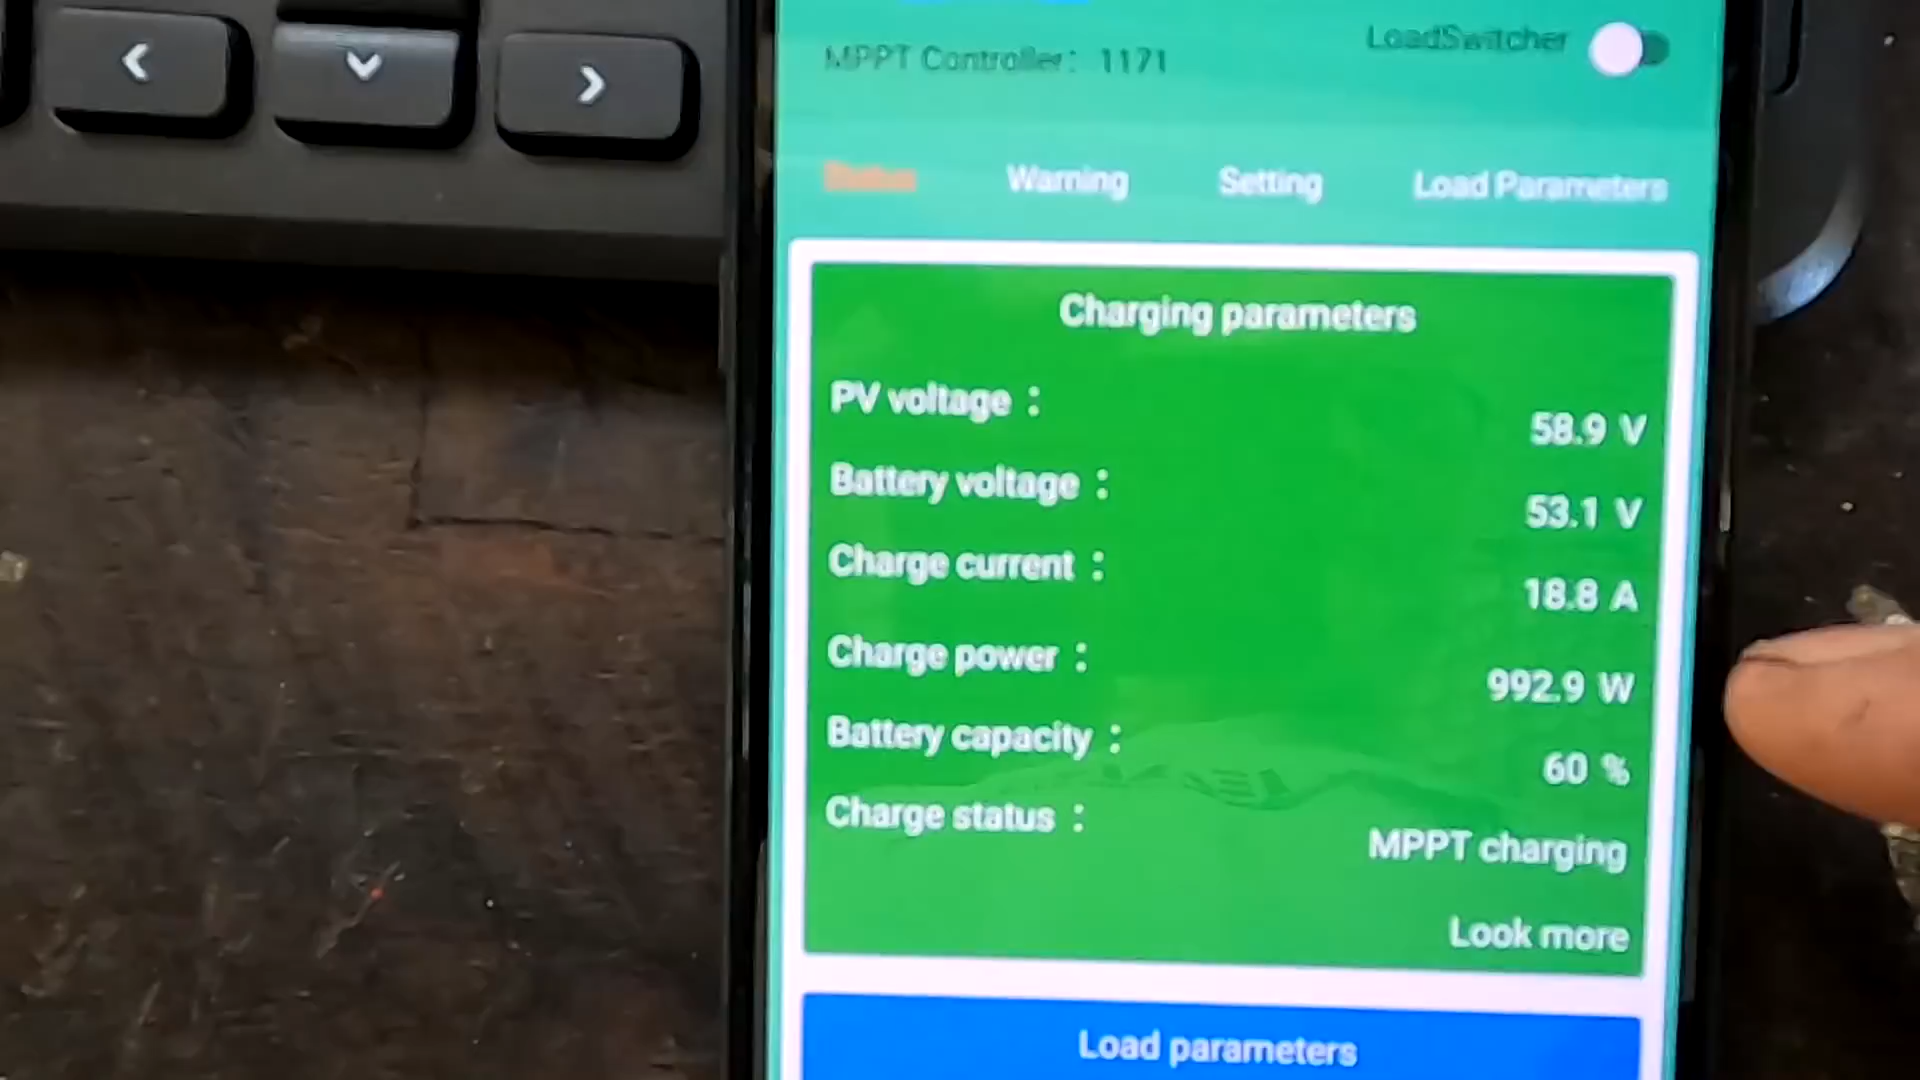 MPPT Controller: 1171
LoadSwitcher
Status
Warning
Setting
Load Parameters
Charging parameters
PV voltage : 58.9 V
Battery voltage : 53.1 V
Charge current : 18.8 A
Charge power : 992.9 W
Battery capacity : 60 %
Charge status : MPPT charging
Look more
Load parameters